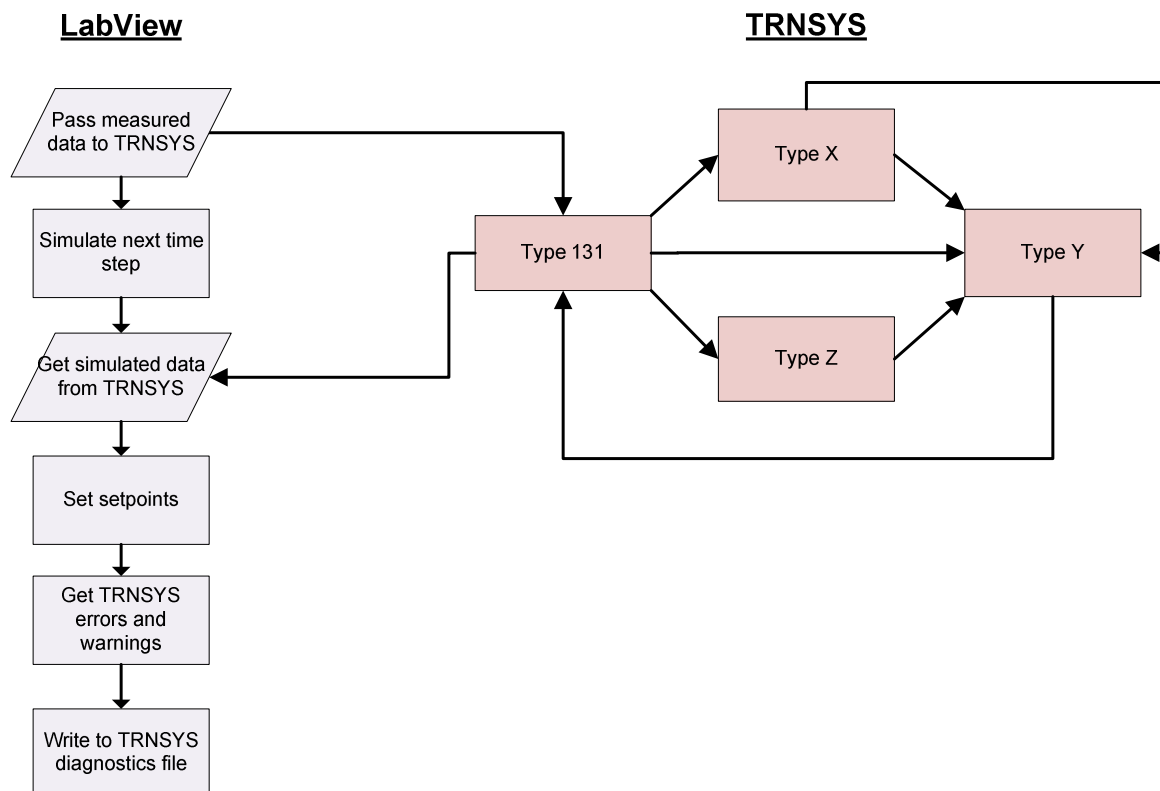 LabView
TRNSYS
Pass measured
data to TRNSYS
Simulate next time
step
Get simulated data
from TRNSYS
Set setpoints
Get TRNSYS
errors and
warnings
Write to TRNSYS
diagnostics file
Type 131
Type X
Type Y
Type Z